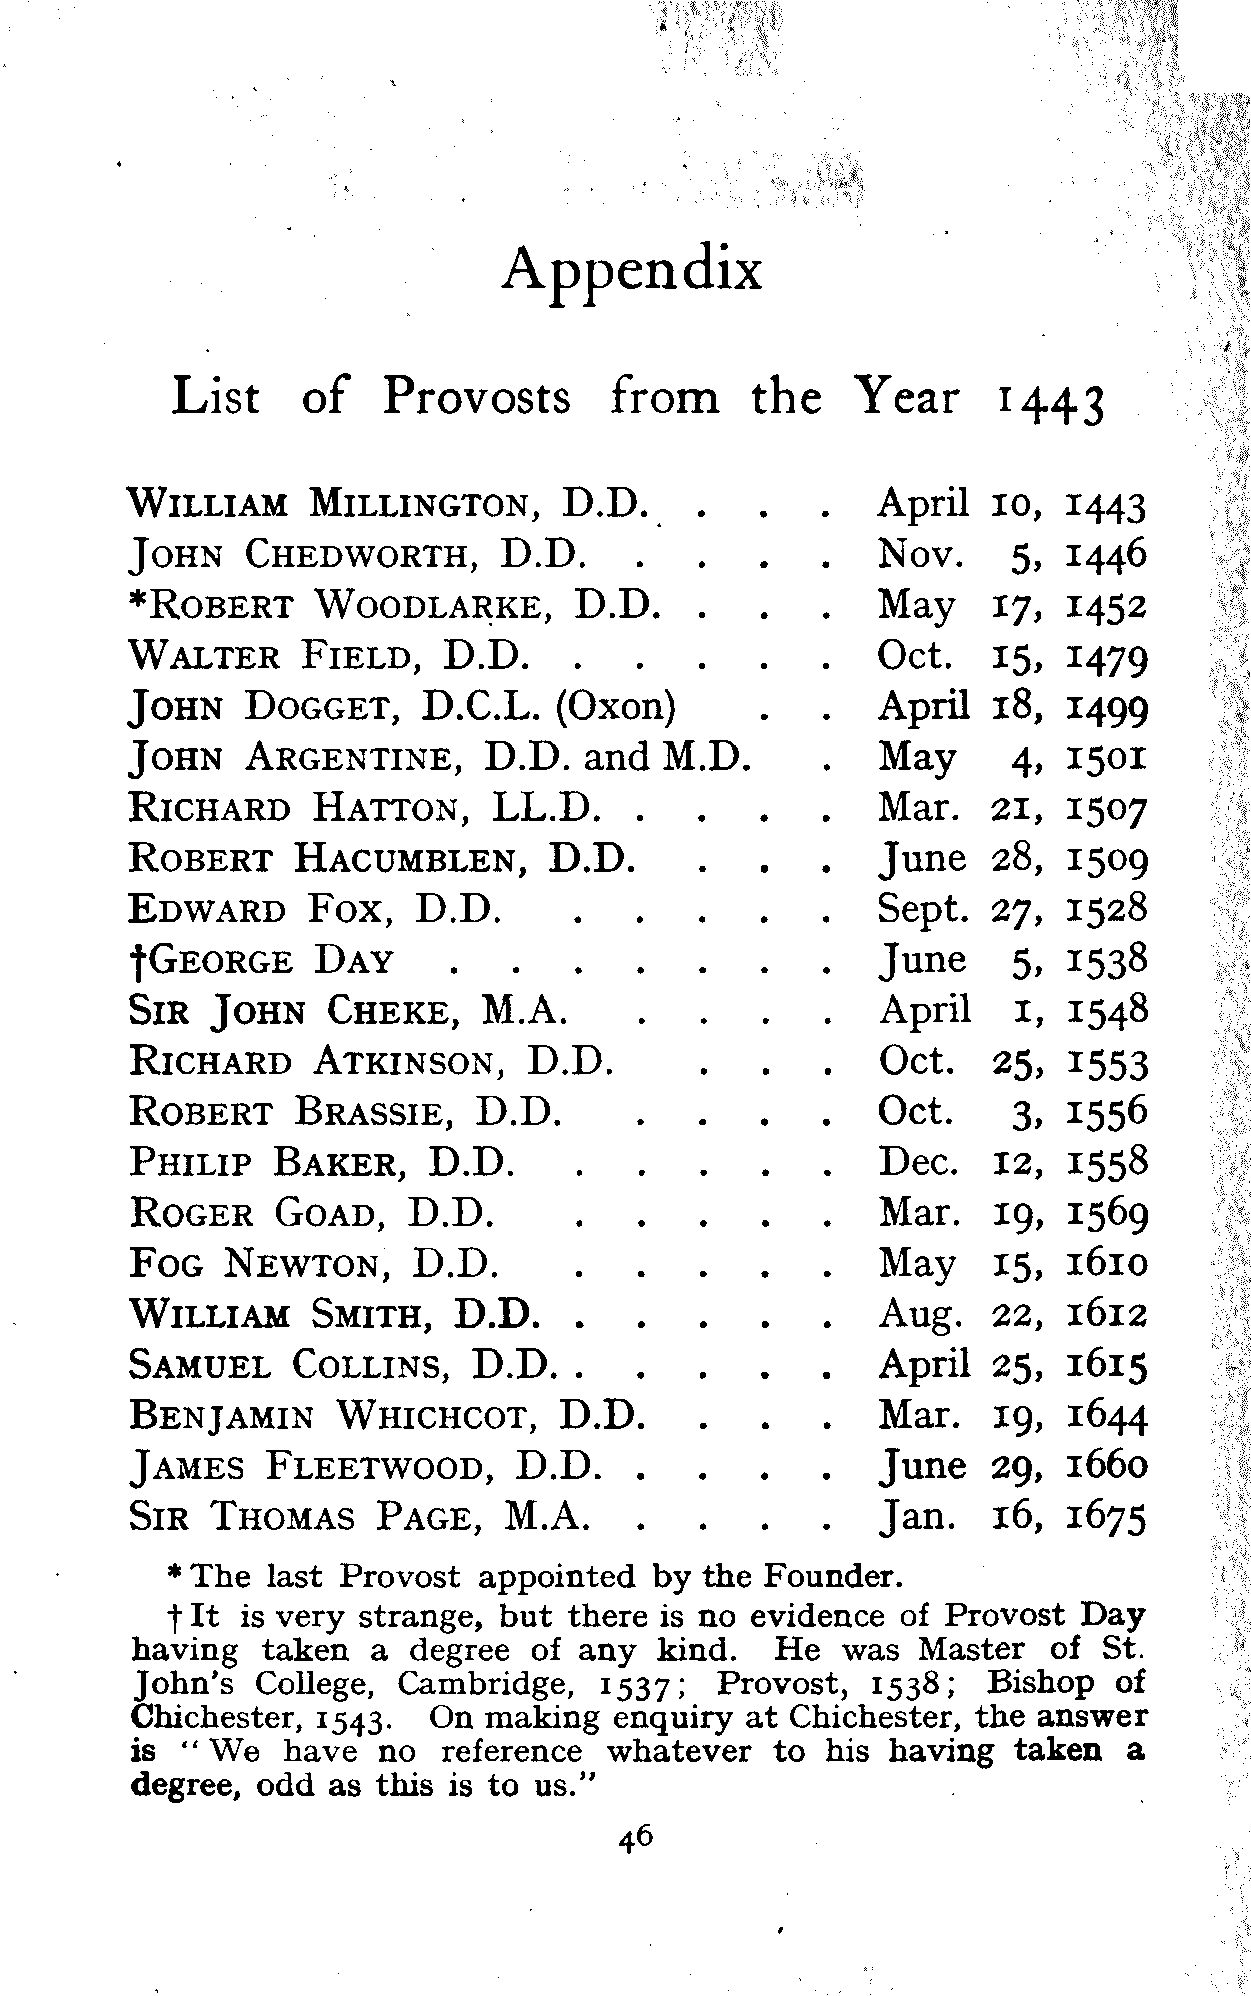 Appendix
List of Provosts from the Year 1443
WILLIAM MILLINGTON, D.D. . . . April 10, 1443
JOHN CHEDWORTH, D.D. . . . . Nov. 5, 1446
*ROBERT WOODLARKE, D.D. . . . May 17, 1452
WALTER FIELD, D.D. . . . . . Oct. 15, 1479
JOHN DOGGET, D.C.L. (Oxon) . . April 18, 1499
JOHN ARGENTINE, D.D. and M.D. . May 4, 1501
RICHARD HATTON, LL.D. . . . . Mar. 21, 1507
ROBERT HACUMBLEN, D.D. . . . June 28, 1509
EDWARD FOX, D.D. . . . . . Sept. 27, 1528
†GEORGE DAY . . . . . . . June 5, 1538
SIR JOHN CHEKE, M.A. . . . . April 1, 1548
RICHARD ATKINSON, D.D. . . . Oct. 25, 1553
ROBERT BRASSIE, D.D. . . . . Oct. 3, 1556
PHILIP BAKER, D.D. . . . . . Dec. 12, 1558
ROGER GOAD, D.D. . . . . . Mar. 19, 1569
FOG NEWTON, D.D. . . . . . May 15, 1610
WILLIAM SMITH, D.D. . . . . . Aug. 22, 1612
SAMUEL COLLINS, D.D. . . . . . April 25, 1615
BENJAMIN WHICHCOT, D.D. . . . Mar. 19, 1644
JAMES FLEETWOOD, D.D. . . . . June 29, 1660
SIR THOMAS PAGE, M.A. . . . . Jan. 16, 1675
* The last Provost appointed by the Founder.
† It is very strange, but there is no evidence of Provost Day
having taken a degree of any kind. He was Master of St.
John's College, Cambridge, 1537; Provost, 1538; Bishop of
Chichester, 1543. On making enquiry at Chichester, the answer
is "We have no reference whatever to his having taken a
degree, odd as this is to us."
46